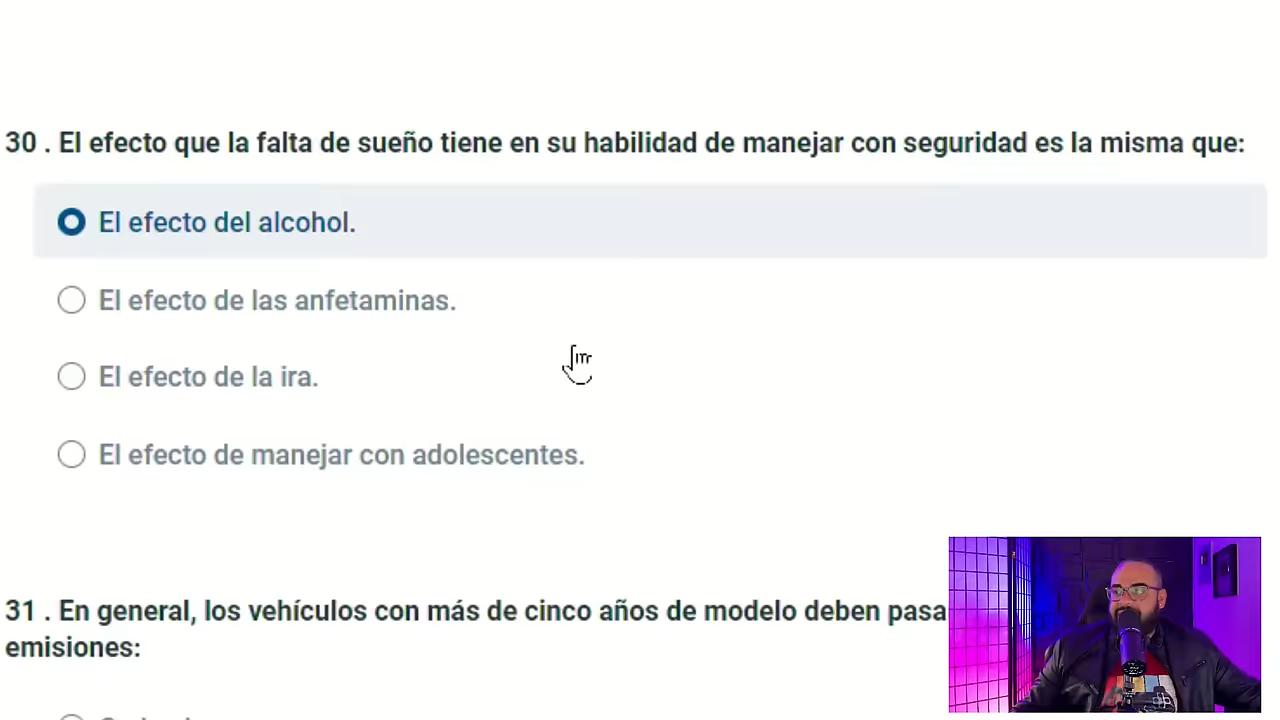 30 . El efecto que la falta de sueño tiene en su habilidad de manejar con seguridad es la misma que:
El efecto del alcohol.
El efecto de las anfetaminas.
El efecto de la ira.
El efecto de manejar con adolescentes.
31 . En general, los vehículos con más de cinco años de modelo deben pasa
emisiones: